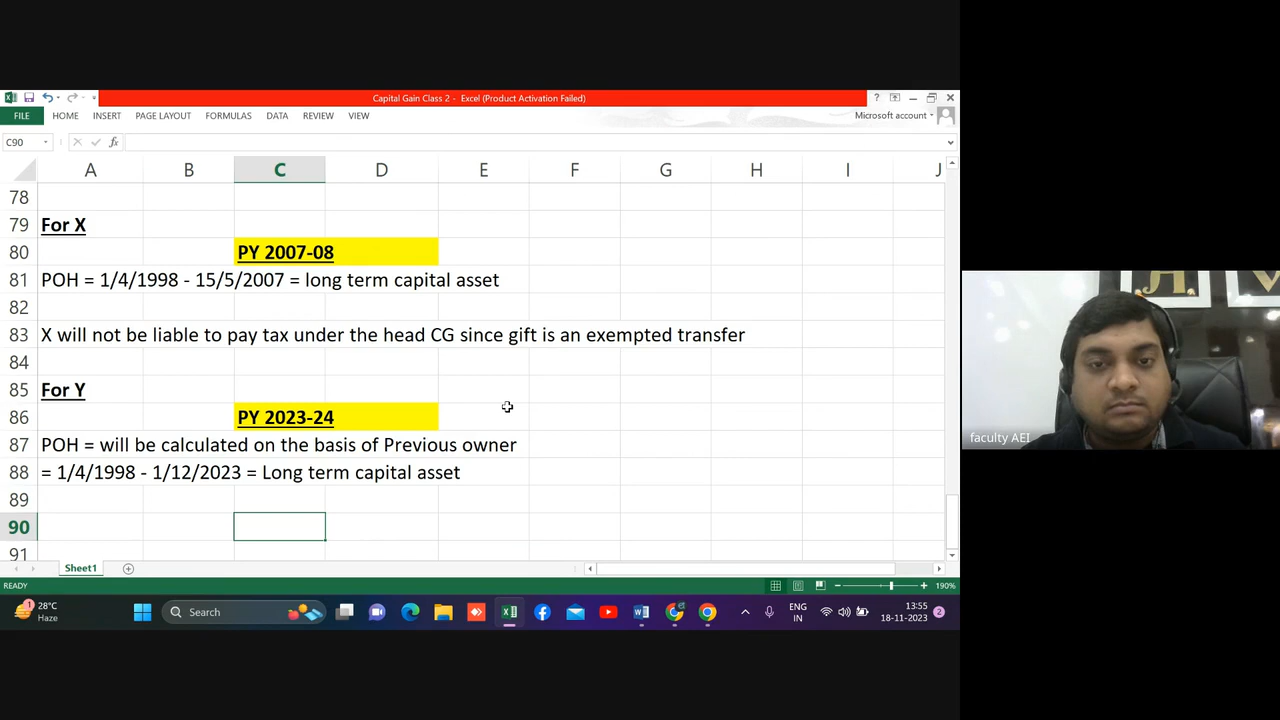 Capital Gain Class 2 - Excel (Product Activation Failed)
FILE HOME INSERT PAGE LAYOUT FORMULAS DATA REVIEW VIEW
Microsoft account
C90
fx
A B C D E F G H I J
78
79 For X
80 PY 2007-08
81 POH = 1/4/1998 - 15/5/2007 = long term capital asset
82
83 X will not be liable to pay tax under the head CG since gift is an exempted transfer
84
85 For Y
86 PY 2023-24
87 POH = will be calculated on the basis of Previous owner
88 = 1/4/1998 - 1/12/2023 = Long term capital asset
89
90
91
Sheet1
READY
190%
28°C
Haze
Search
ENG
IN
13:55
18-11-2023
2
faculty AEI